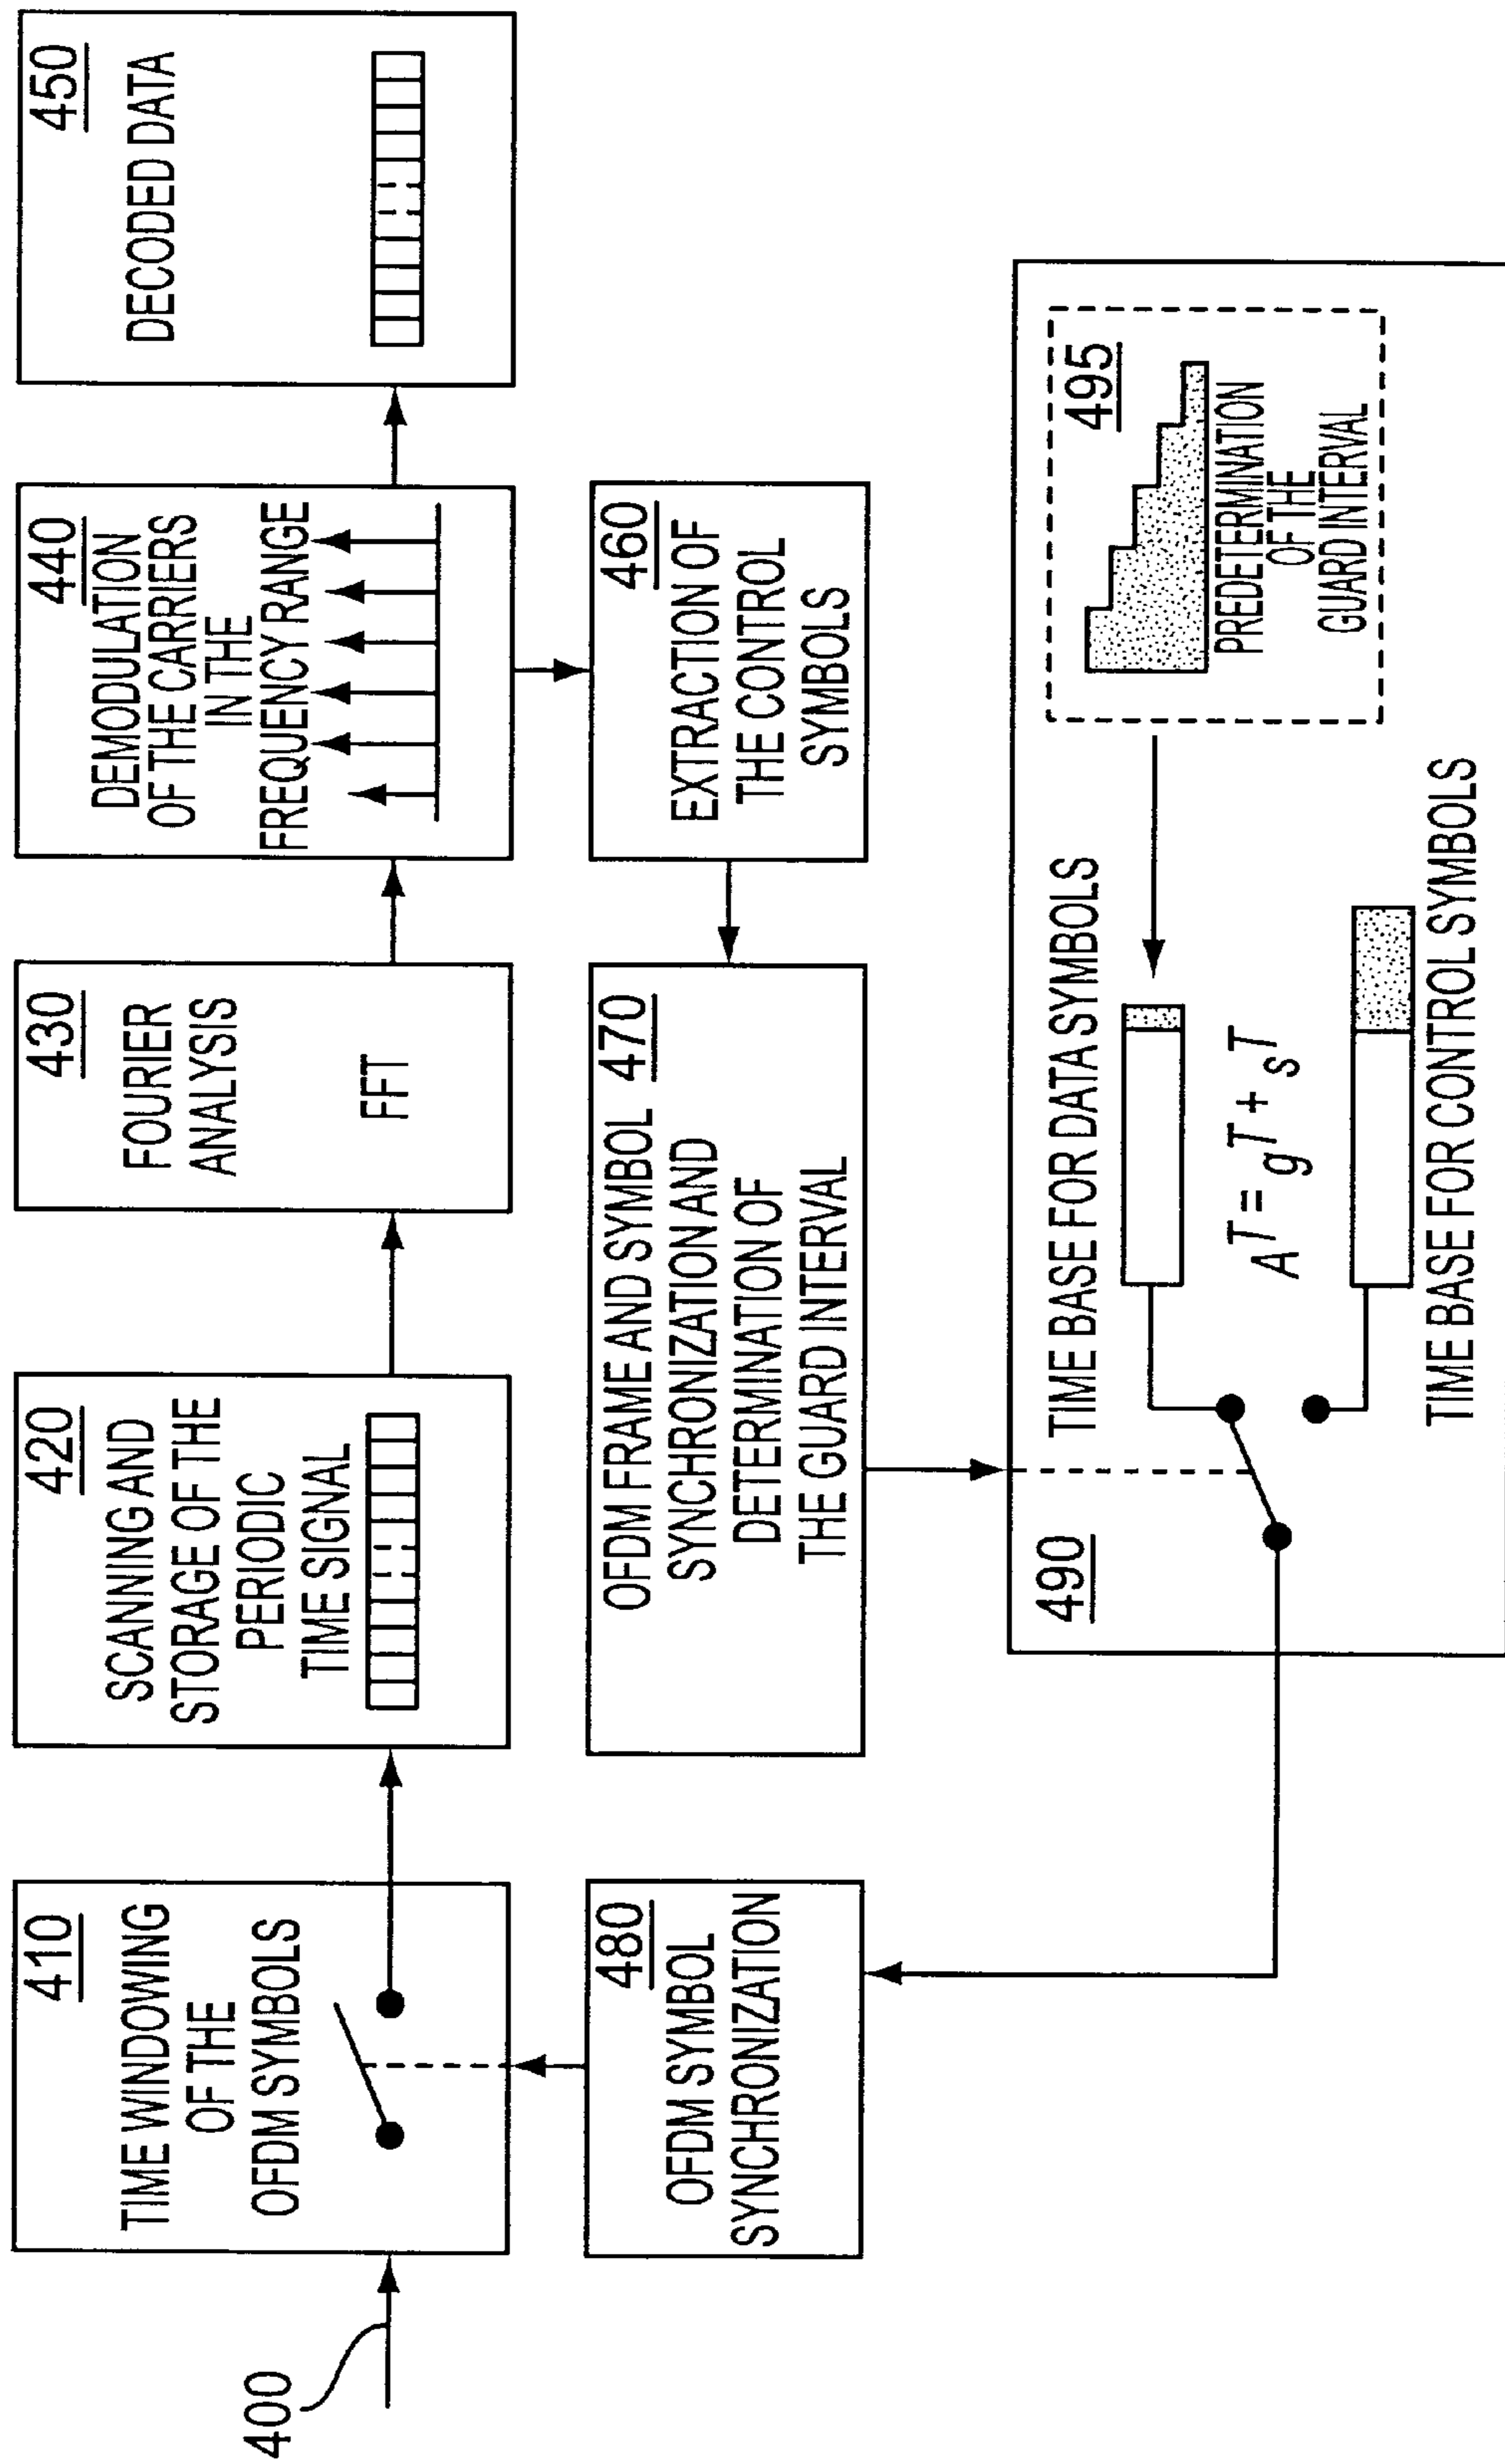 400
410
TIME WINDOWING
OF THE
OFDM SYMBOLS
420
SCANNING AND
STORAGE OF THE
PERIODIC
TIME SIGNAL
430
FOURIER
ANALYSIS
FFT
440
DEMODULATION
OF THE CARRIERS
IN THE
FREQUENCY RANGE
450
DECODED DATA
460
EXTRACTION OF
THE CONTROL
SYMBOLS
470
OFDM FRAME AND SYMBOL
SYNCHRONIZATION AND
DETERMINATION OF
THE GUARD INTERVAL
480
OFDM SYMBOL
SYNCHRONIZATION
490
TIME BASE FOR DATA SYMBOLS
A T = g T + s T
TIME BASE FOR CONTROL SYMBOLS
495
PREDETERMINATION
OF THE
GUARD INTERVAL